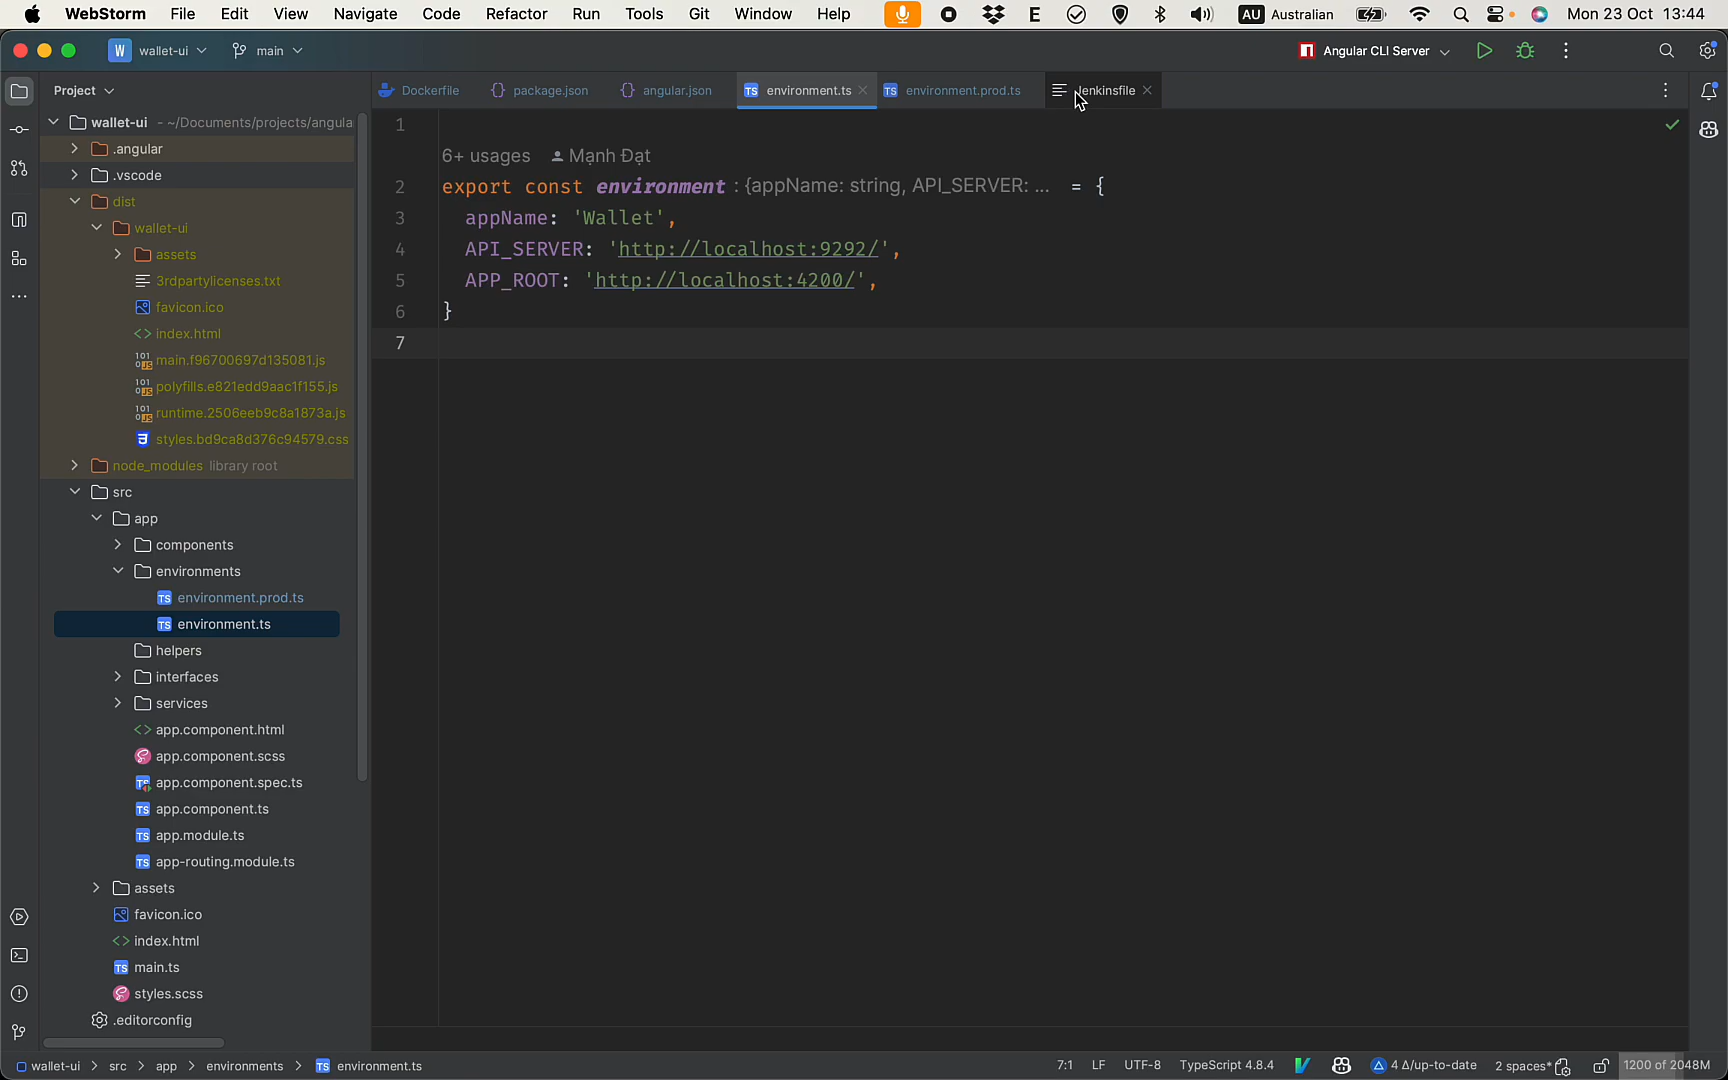 WebStorm File Edit View Navigate Code Refactor Run Tools Git Window Help E AU Australian Mon 23 Oct 13:44
W wallet-ui main Angular CLI Server
Project
Dockerfile package.json angular.json environment.ts environment.prod.ts Jenkinsfile
wallet-ui - ~/Documents/projects/angula
.angular
.vscode
dist
wallet-ui
assets
3rdpartylicenses.txt
favicon.ico
index.html
main.f96700697d135081.js
polyfills.e821edd9aac1f155.js
runtime.2506eeb9c8a1873a.js
styles.bd9ca8d376c94579.css
node_modules library root
src
app
components
environments
environment.prod.ts
environment.ts
helpers
interfaces
services
app.component.html
app.component.scss
app.component.spec.ts
app.component.ts
app.module.ts
app-routing.module.ts
assets
favicon.ico
index.html
main.ts
styles.scss
.editorconfig
1
6+ usages Mạnh Đạt
2 export const environment : {appName: string, API_SERVER: ... = {
3 appName: 'Wallet',
4 API_SERVER: 'http://localhost:9292/',
5 APP_ROOT: 'http://localhost:4200/',
6 }
7
wallet-ui > src > app > environments > TS environment.ts 7:1 LF UTF-8 TypeScript 4.8.4 4 Δ/up-to-date 2 spaces* 1200 of 2048M